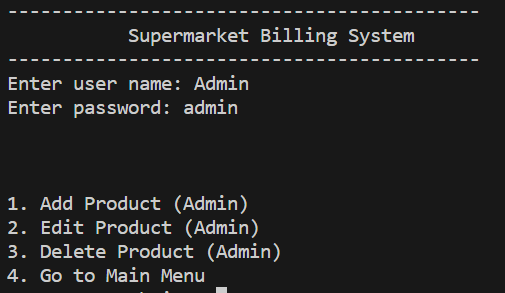 -------------------------------------------
Supermarket Billing System
-------------------------------------------
Enter user name: Admin
Enter password: admin
1. Add Product (Admin)
2. Edit Product (Admin)
3. Delete Product (Admin)
4. Go to Main Menu